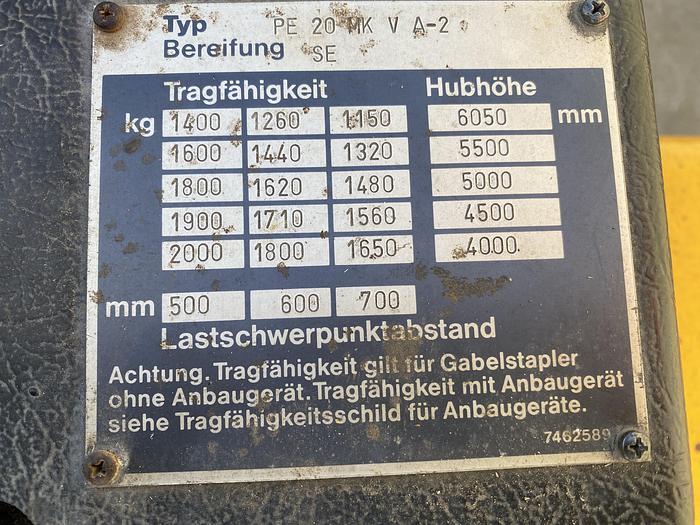 Typ PE 20 MK V A-2
Bereifung SE
Tragfähigkeit Hubhöhe
kg 1400 1260 1150 6050 mm
1600 1440 1320 5500
1800 1620 1480 5000
1900 1710 1560 4500
2000 1800 1650 4000
mm 500 600 700
Lastschwerpunktabstand
Achtung. Tragfähigkeit gilt für Gabelstapler
ohne Anbaugerät. Tragfähigkeit mit Anbaugerät
siehe Tragfähigkeitsschild für Anbaugeräte.
7462589